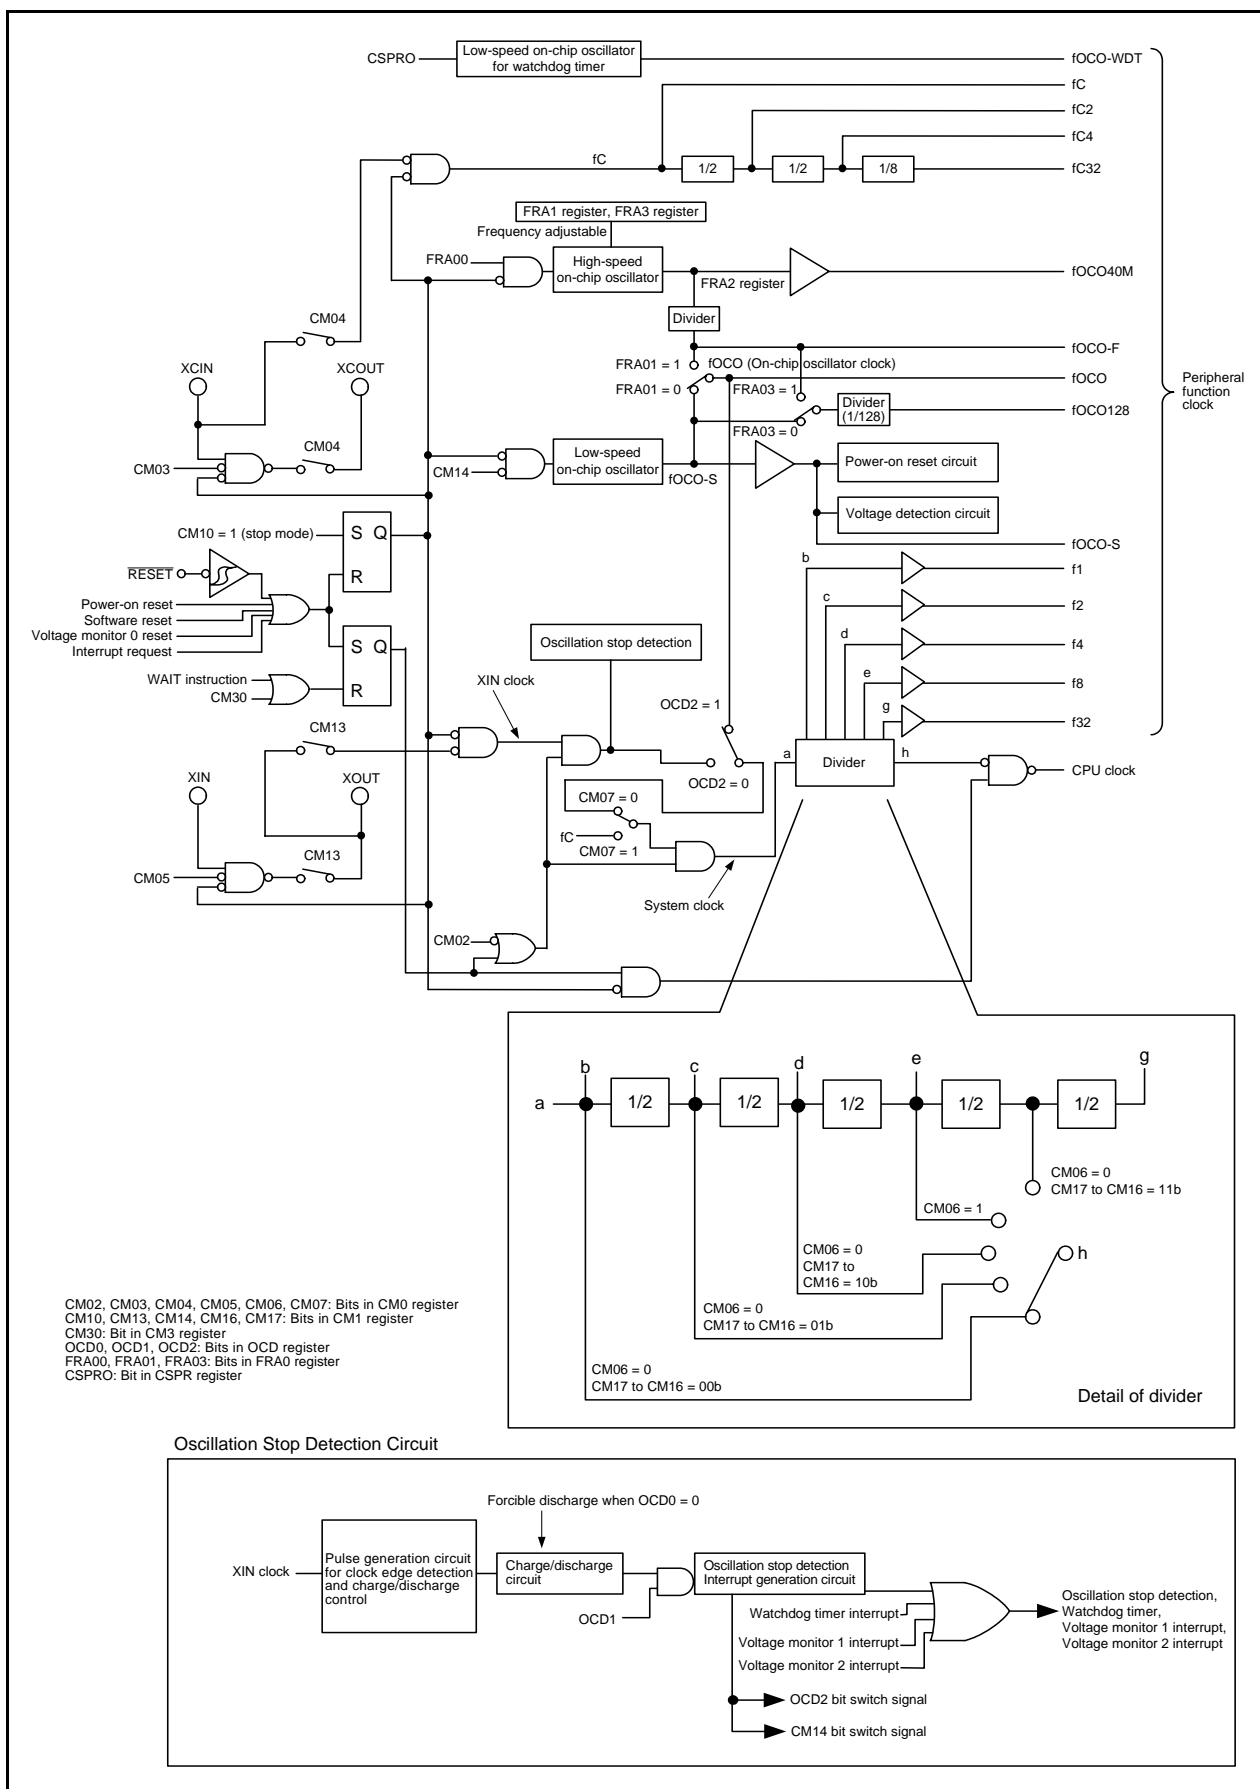 CSPRO
Low-speed on-chip oscillator
for watchdog timer
fOCO-WDT
fC
fC2
fC4
fC
1/2
1/2
1/8
fC32
FRA1 register, FRA3 register
Frequency adjustable
FRA00
High-speed
on-chip oscillator
FRA2 register
fOCO40M
Divider
CM04
fOCO-F
FRA01 = 1
fOCO (On-chip oscillator clock)
XCIN
XCOUT
fOCO
FRA01 = 0
FRA03 = 1
Peripheral
function
clock
Divider
(1/128)
fOCO128
FRA03 = 0
CM04
CM03
CM14
Low-speed
on-chip oscillator
fOCO-S
Power-on reset circuit
Voltage detection circuit
fOCO-S
CM10 = 1 (stop mode)
S Q
R
RESET
Power-on reset
Software reset
Voltage monitor 0 reset
Interrupt request
S Q
R
WAIT instruction
CM30
b
f1
c
f2
d
f4
e
f8
g
f32
Oscillation stop detection
XIN clock
OCD2 = 1
CM13
a
Divider
h
CPU clock
XIN
XOUT
OCD2 = 0
CM07 = 0
fC
CM07 = 1
CM13
CM05
System clock
CM02
b
c
d
e
g
a
1/2
1/2
1/2
1/2
1/2
CM06 = 0
CM17 to CM16 = 11b
CM06 = 1
CM06 = 0
CM17 to
CM16 = 10b
h
CM06 = 0
CM17 to CM16 = 01b
CM06 = 0
CM17 to CM16 = 00b
Detail of divider
CM02, CM03, CM04, CM05, CM06, CM07: Bits in CM0 register
CM10, CM13, CM14, CM16, CM17: Bits in CM1 register
CM30: Bit in CM3 register
OCD0, OCD1, OCD2: Bits in OCD register
FRA00, FRA01, FRA03: Bits in FRA0 register
CSPRO: Bit in CSPR register
Oscillation Stop Detection Circuit
Forcible discharge when OCD0 = 0
XIN clock
Pulse generation circuit
for clock edge detection
and charge/discharge
control
Charge/discharge
circuit
OCD1
Oscillation stop detection
Interrupt generation circuit
Watchdog timer interrupt
Voltage monitor 1 interrupt
Voltage monitor 2 interrupt
Oscillation stop detection,
Watchdog timer,
Voltage monitor 1 interrupt,
Voltage monitor 2 interrupt
OCD2 bit switch signal
CM14 bit switch signal